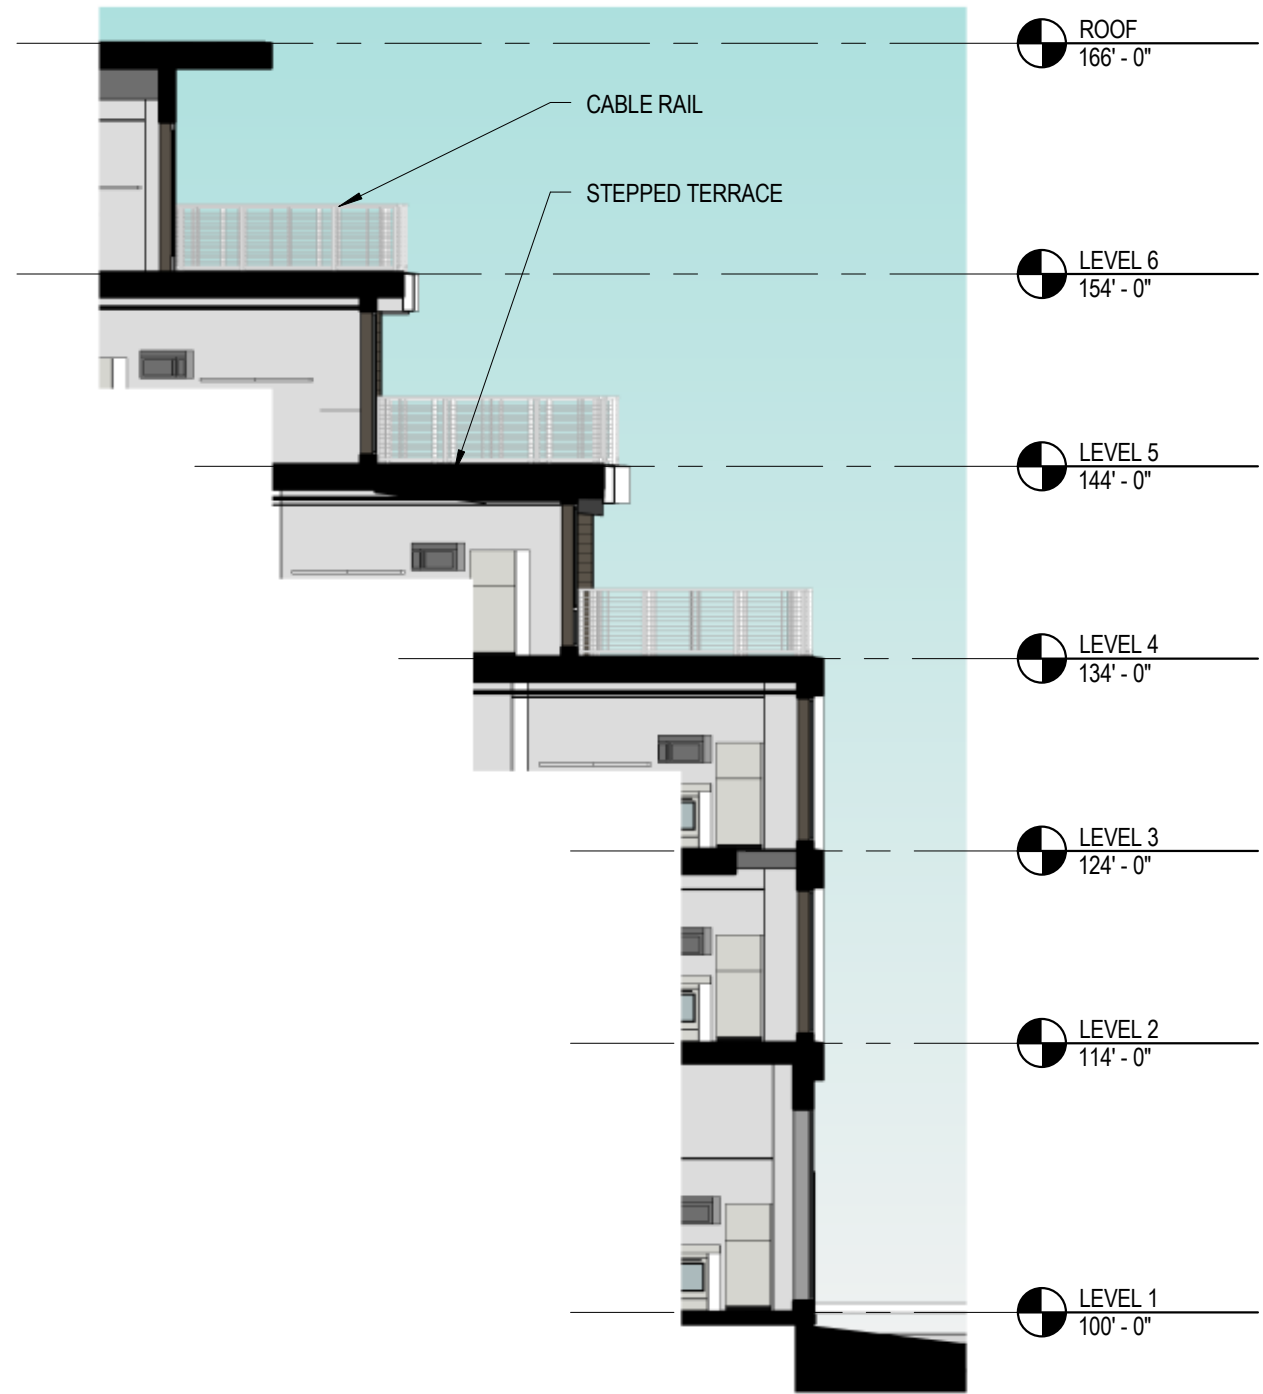 ROOF
166' - 0"
CABLE RAIL
STEPPED TERRACE
LEVEL 6
154' - 0"
LEVEL 5
144' - 0"
LEVEL 4
134' - 0"
LEVEL 3
124' - 0"
LEVEL 2
114' - 0"
LEVEL 1
100' - 0"